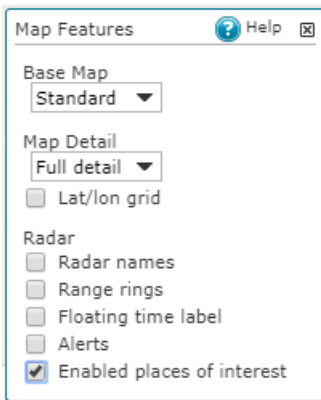 Map Features
Help
Base Map
Standard
Map Detail
Full detail
Lat/lon grid
Radar
Radar names
Range rings
Floating time label
Alerts
Enabled places of interest